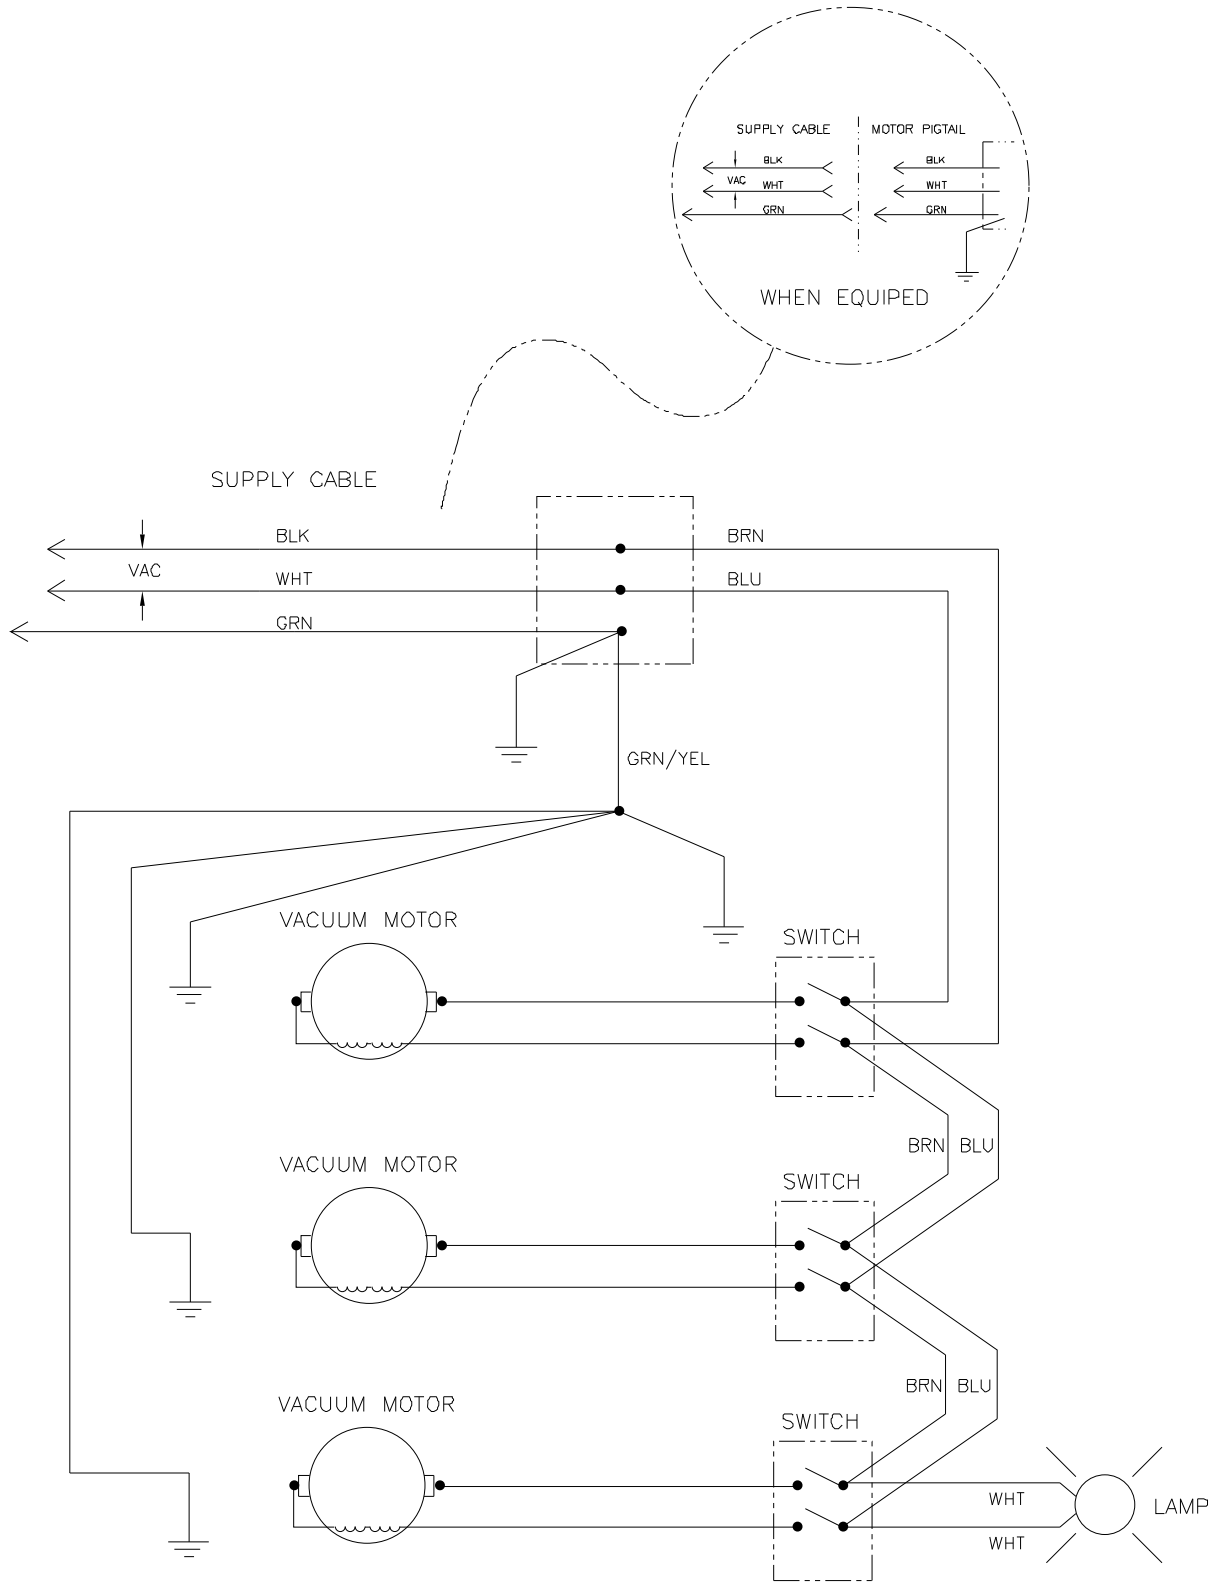 SUPPLY CABLE MOTOR PIGTAIL
BLK BLK
VAC WHT WHT
GRN GRN
WHEN EQUIPED
SUPPLY CABLE
BLK BRN
VAC
WHT BLU
GRN
GRN/YEL
VACUUM MOTOR
SWITCH
BRN BLU
VACUUM MOTOR
SWITCH
BRN BLU
VACUUM MOTOR
SWITCH
WHT
LAMP
WHT